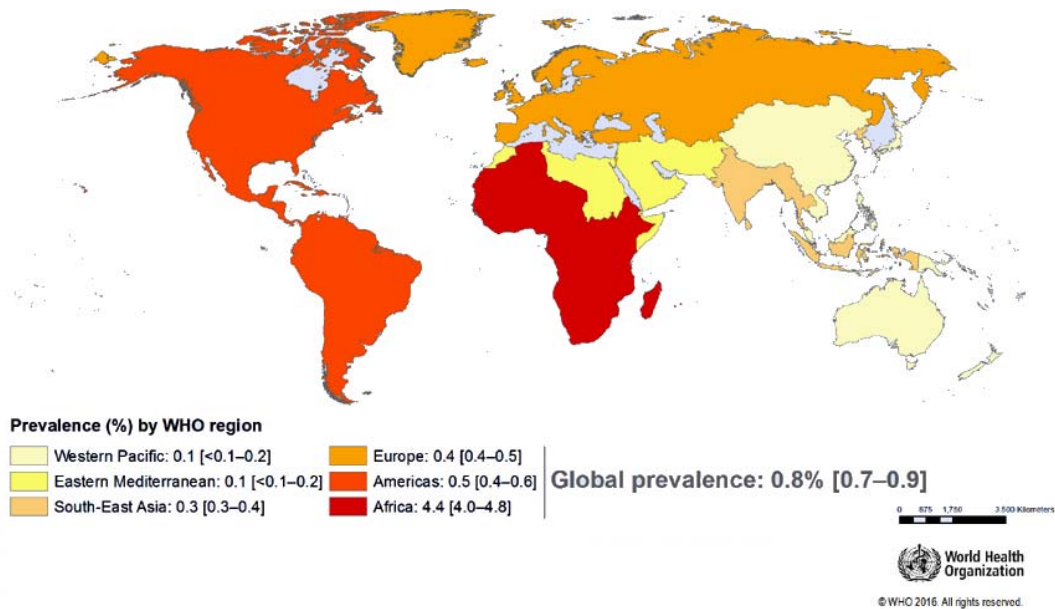 Prevalence (%) by WHO region
Western Pacific: 0.1 [<0.1–0.2]
Eastern Mediterranean: 0.1 [<0.1–0.2]
South-East Asia: 0.3 [0.3–0.4]
Europe: 0.4 [0.4–0.5]
Americas: 0.5 [0.4–0.6]
Africa: 4.4 [4.0–4.8]
Global prevalence: 0.8% [0.7–0.9]
0 875 1,750 3,500 Kilometers
World Health
Organization
© WHO 2016. All rights reserved.